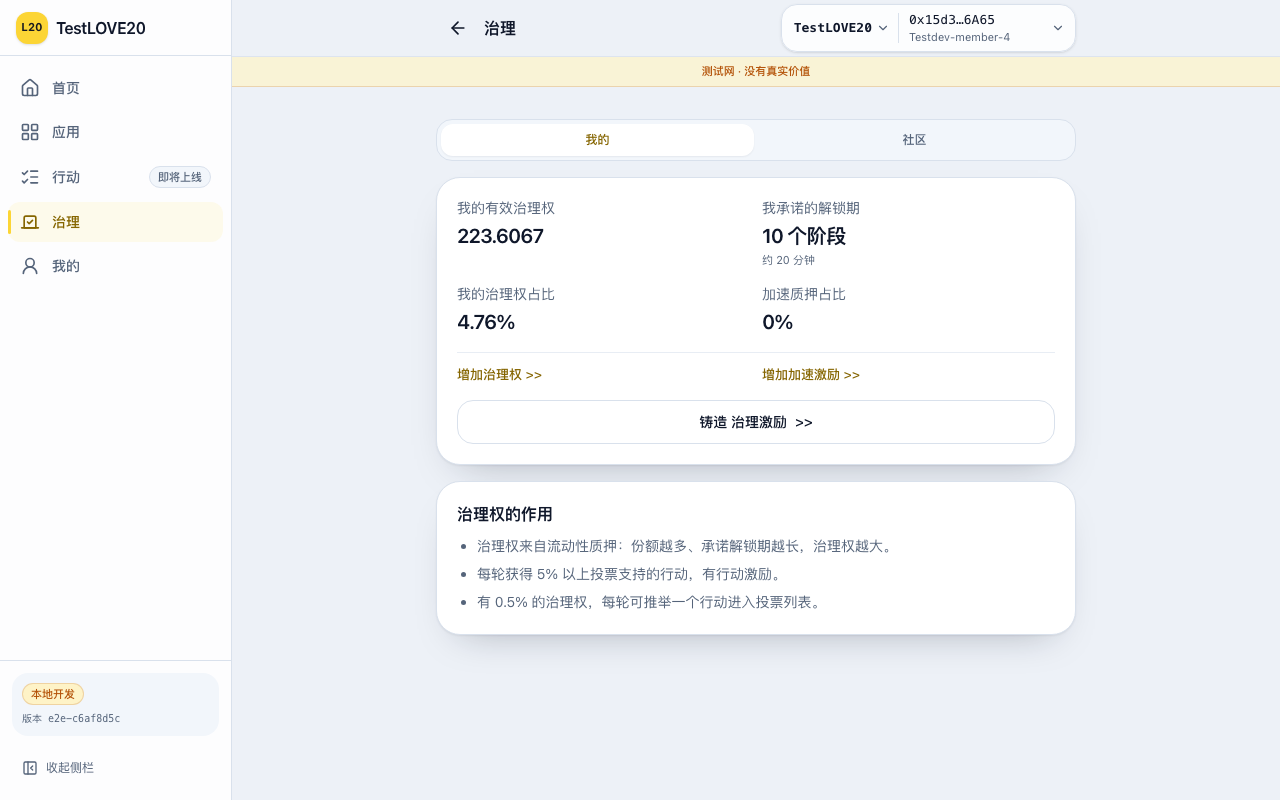 L20 TestLOVE20
首页
应用
行动 即将上线
治理
我的
本地开发
版本 e2e-c6af8d5c
收起侧栏
治理
TestLOVE20
0x15d3…6A65
Testdev-member-4
测试网 · 没有真实价值
我的 社区
我的有效治理权
223.6067
我承诺的解锁期
10 个阶段
约 20 分钟
我的治理权占比
4.76%
加速质押占比
0%
增加治理权 >> 增加加速激励 >>
铸造 治理激励 >>
治理权的作用
治理权来自流动性质押：份额越多、承诺解锁期越长，治理权越大。
每轮获得 5% 以上投票支持的行动，有行动激励。
有 0.5% 的治理权，每轮可推举一个行动进入投票列表。